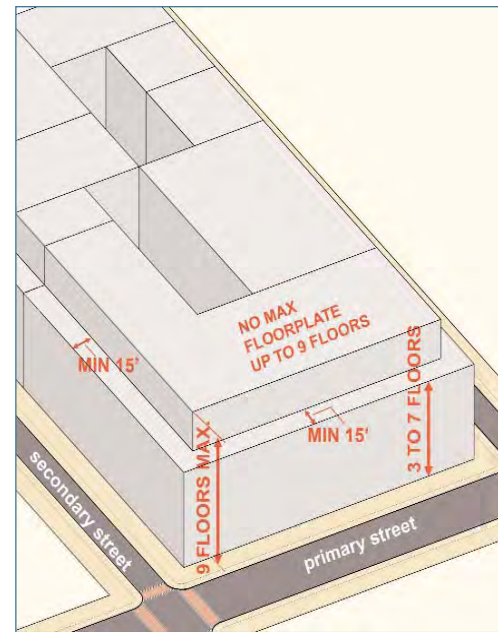 NO MAX
FLOORPLATE
UP TO 9 FLOORS
MIN 15’
MIN 15'
9 FLOORS MAX.
3 TO 7 FLOORS
secondary street
primary street